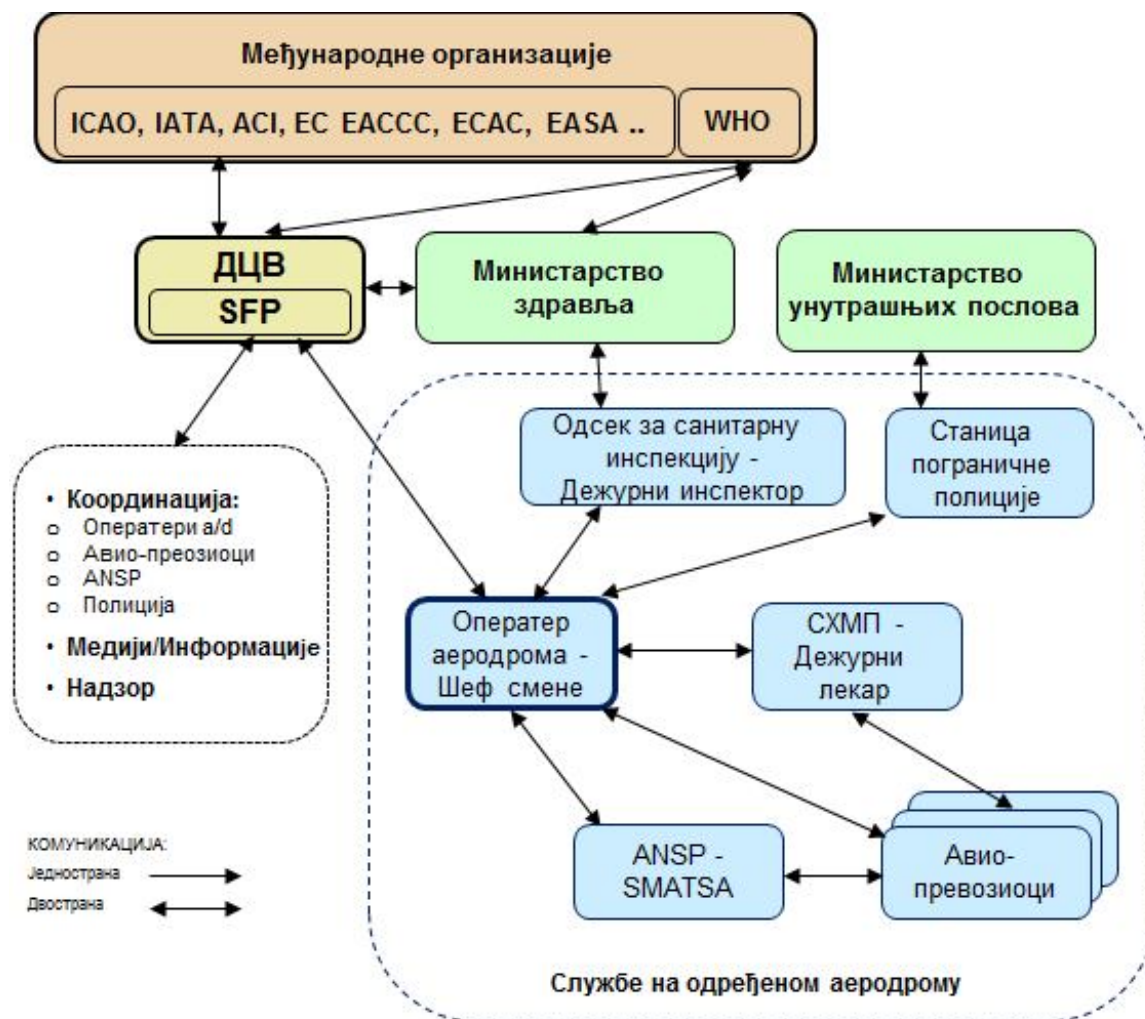 Међународне организације
ICAO, IATA, ACI, EC EACCC, ECAC, EASA ..
WHO
ДЦВ
SFP
Министарство
здравља
Министарство
унутрашњих послова
Одсек за санитарну
инспекцију -
Дежурни инспектор
Станица
пограничне
полиције
• Координација:
o Оператери a/d
o Авио-преозиоци
o ANSP
o Полиција
• Медији/Информације
• Надзор
Оператер
аеродрома -
Шеф смене
СХМП -
Дежурни
лекар
ANSP -
SMATSA
Авио-
превозиоци
КОМУНИКАЦИЈА:
Једнострана
Двострана
Службе на одређеном аеродрому